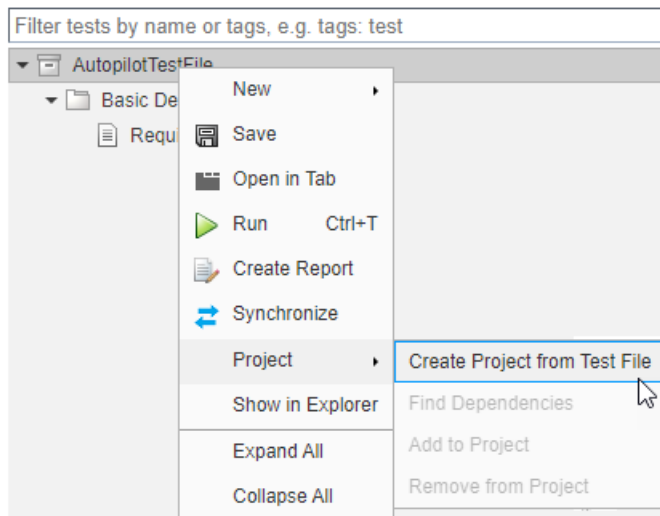 Filter tests by name or tags, e.g. tags: test
AutopilotTestFile
Basic De
Requi
New
Save
Open in Tab
Run Ctrl+T
Create Report
Synchronize
Project
Create Project from Test File
Show in Explorer
Find Dependencies
Expand All
Add to Project
Collapse All
Remove from Project